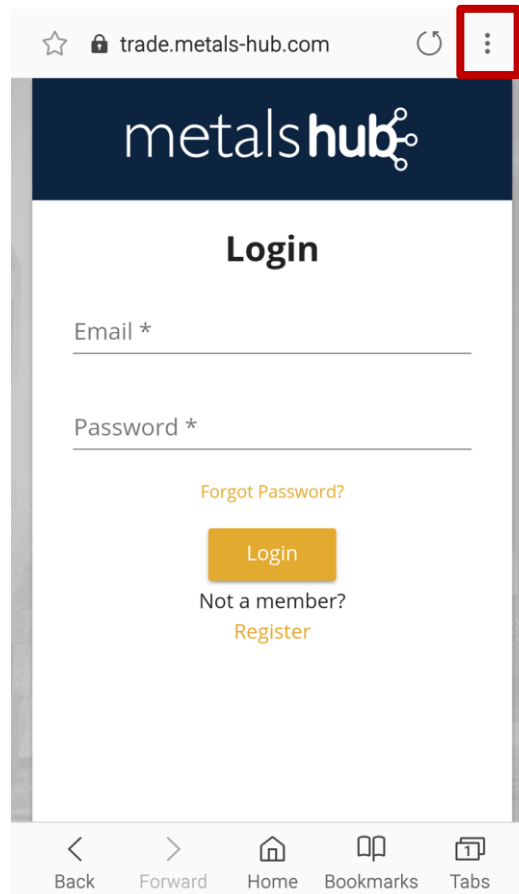 trade.metals-hub.com
metalshub
Login
Email *
Password *
Forgot Password?
Login
Not a member?
Register
1
Back Forward Home Bookmarks Tabs